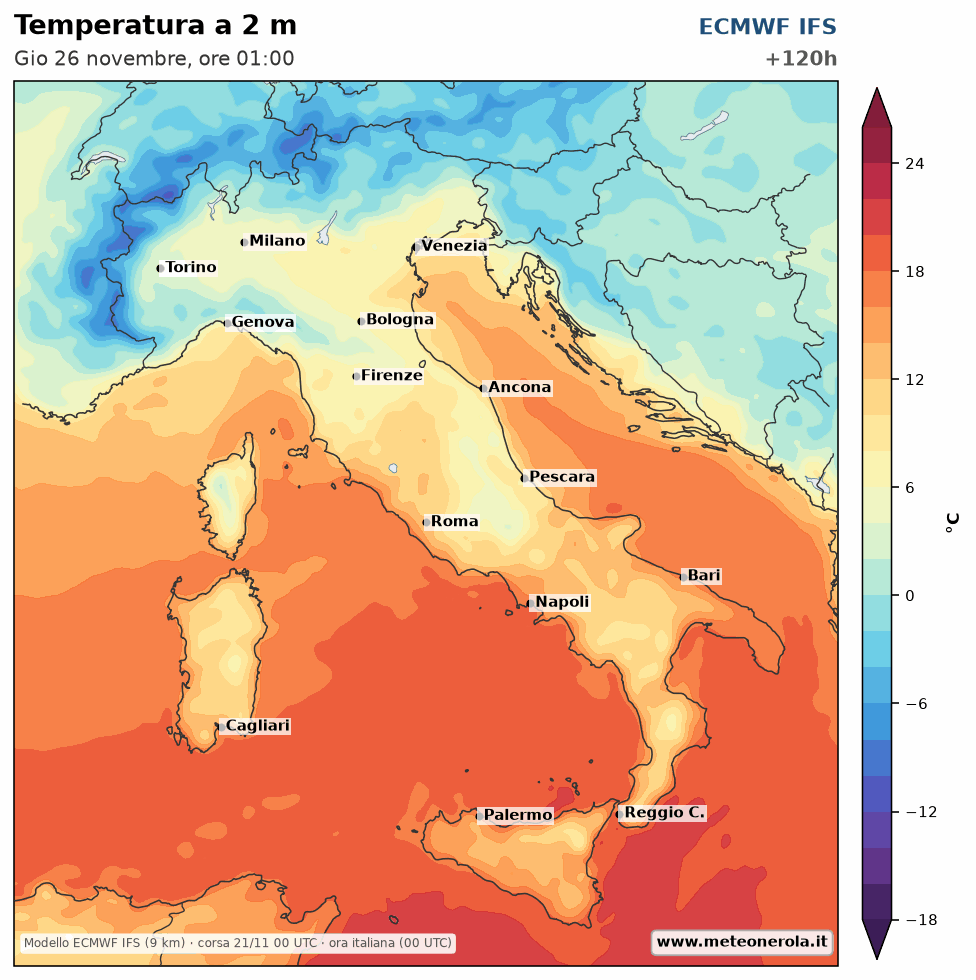 Temperatura a 2 m
ECMWF IFS
Gio 26 novembre, ore 01:00
+120h
Milano
Venezia
Torino
Genova
Bologna
Firenze
Ancona
Pescara
Roma
Bari
Napoli
Cagliari
Palermo
Reggio C.
24
18
12
6
0
−6
−12
−18
°C
Modello ECMWF IFS (9 km) · corsa 21/11 00 UTC · ora italiana (00 UTC)
www.meteonerola.it